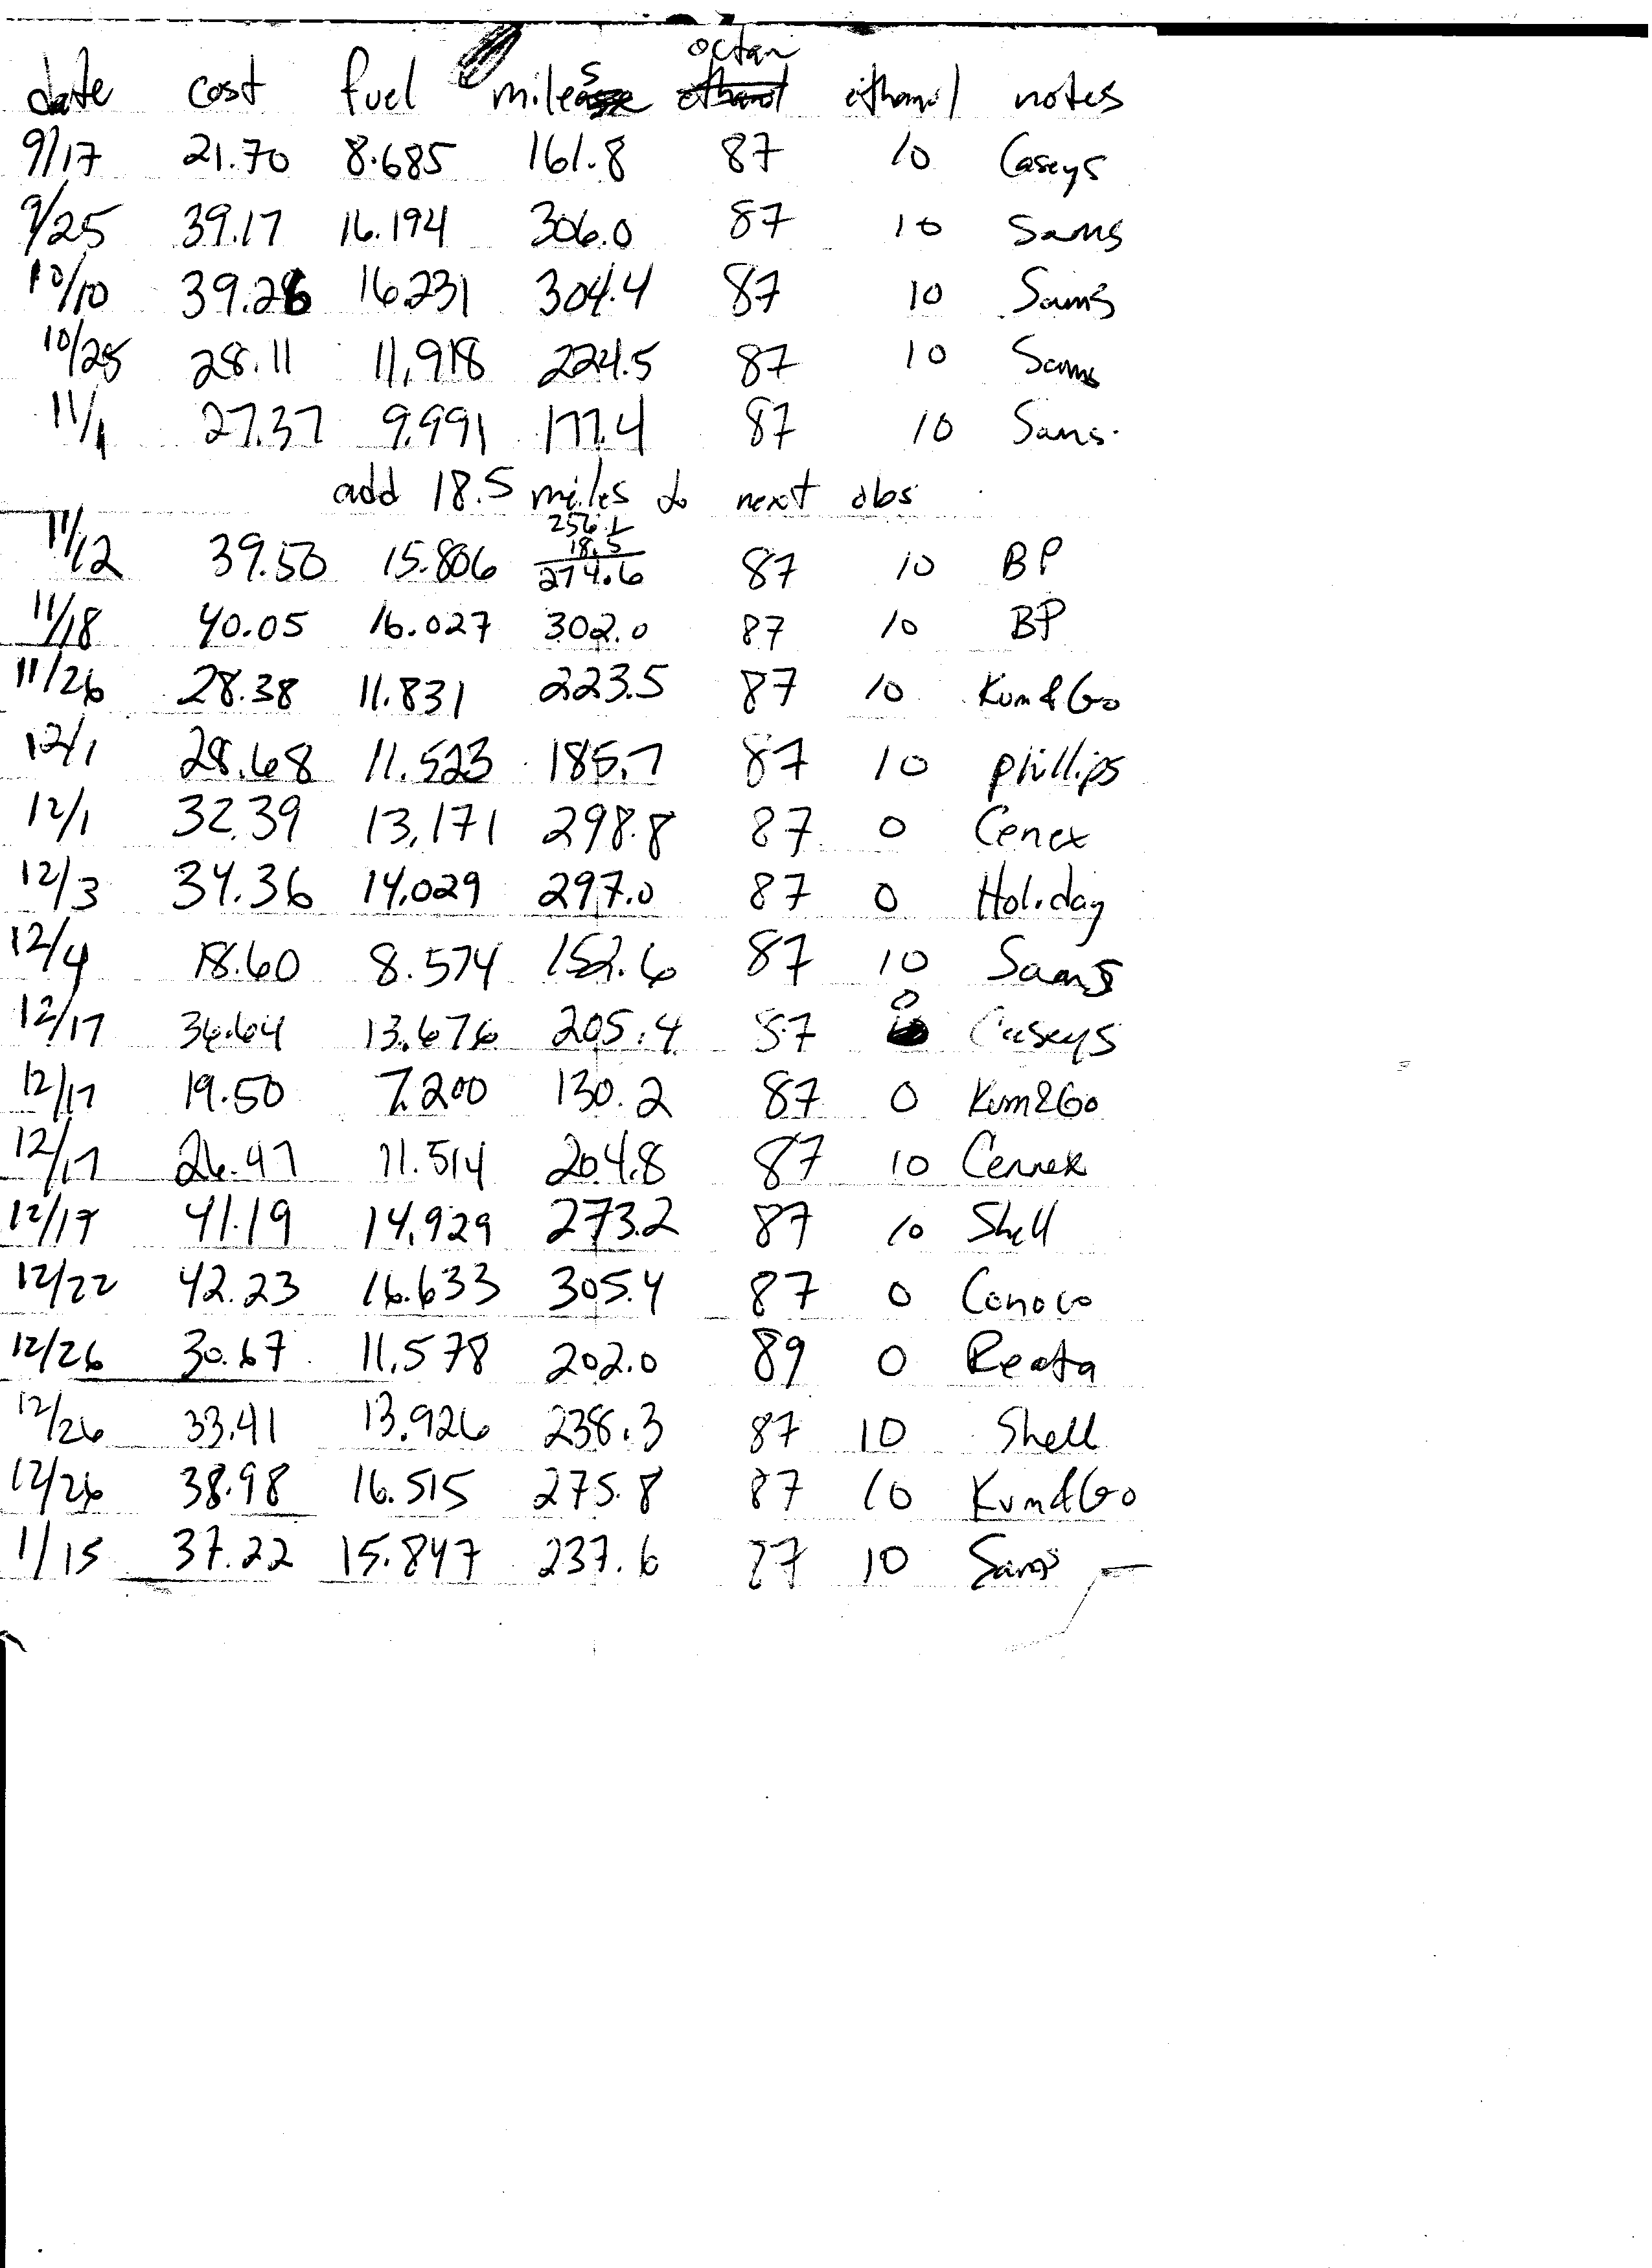 date cost fuel miles octan ethanol notes
9/17 21.70 8.685 161.8 87 10 Caseys
9/25 39.17 16.194 306.0 87 10 Sams
10/10 39.26 16.231 304.4 87 10 Sams
10/25 28.11 11,918 224.5 87 10 Sams
11/1 27.37 9.991 177.4 87 10 Sams.
add 18.5 miles to next obs
256.1
18.5
11/12 39.50 15.806 274.6 87 10 BP
11/18 40.05 16.027 302.0 87 10 BP
11/26 28.38 11.831 223.5 87 10 Kum&Go
12/1 28.68 11.523 185.7 87 10 phillips
12/1 32.39 13,171 298.8 87 0 Cenex
12/3 34.36 14.029 297.0 87 0 Holiday
12/4 18.60 8.574 152.6 87 10 Sams
12/17 36.64 13.676 205.4 87 0 Caseys
12/17 19.50 7.200 130.2 87 0 Kum&Go
12/17 26.97 11.514 204.8 87 10 Cennex
12/17 41.19 14.929 273.2 87 10 Shell
12/22 42.23 16.633 305.4 87 0 Conoco
12/26 30.67 11.578 202.0 89 0 Reata
12/26 33.41 13.926 238.3 87 10 Shell
12/26 38.98 16.515 275.8 87 10 Kum&Go
1/15 37.22 15.847 237.6 87 10 Sams